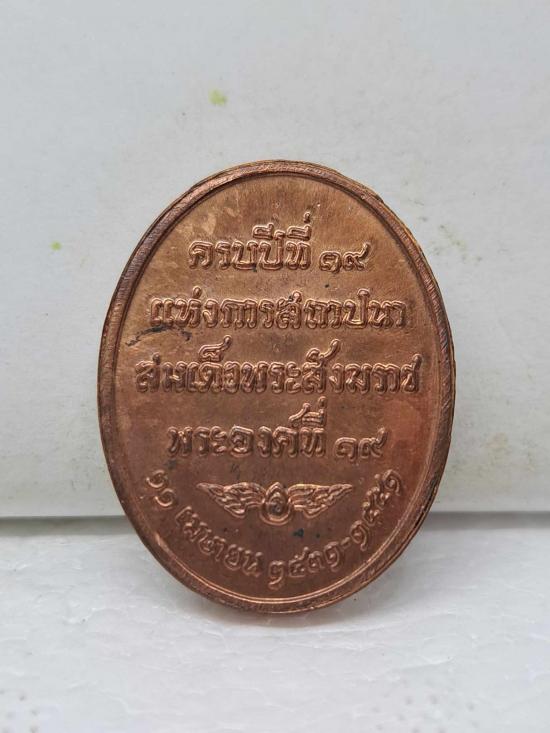 ครบปีที่ ๑๙
แห่งการสถาปนา
สมเด็จพระสังฆราช
พระองค์ที่ ๑๙
๒๑ เมษายน ๒๕๓๒-๒๕๕๑